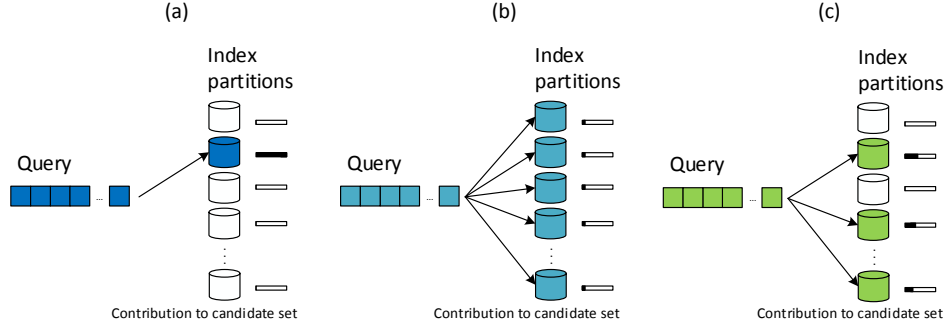 (a)
Index
partitions
Query
...
...
Contribution to candidate set
(b)
Index
partitions
Query
...
...
Contribution to candidate set
(c)
Index
partitions
Query
...
...
Contribution to candidate set